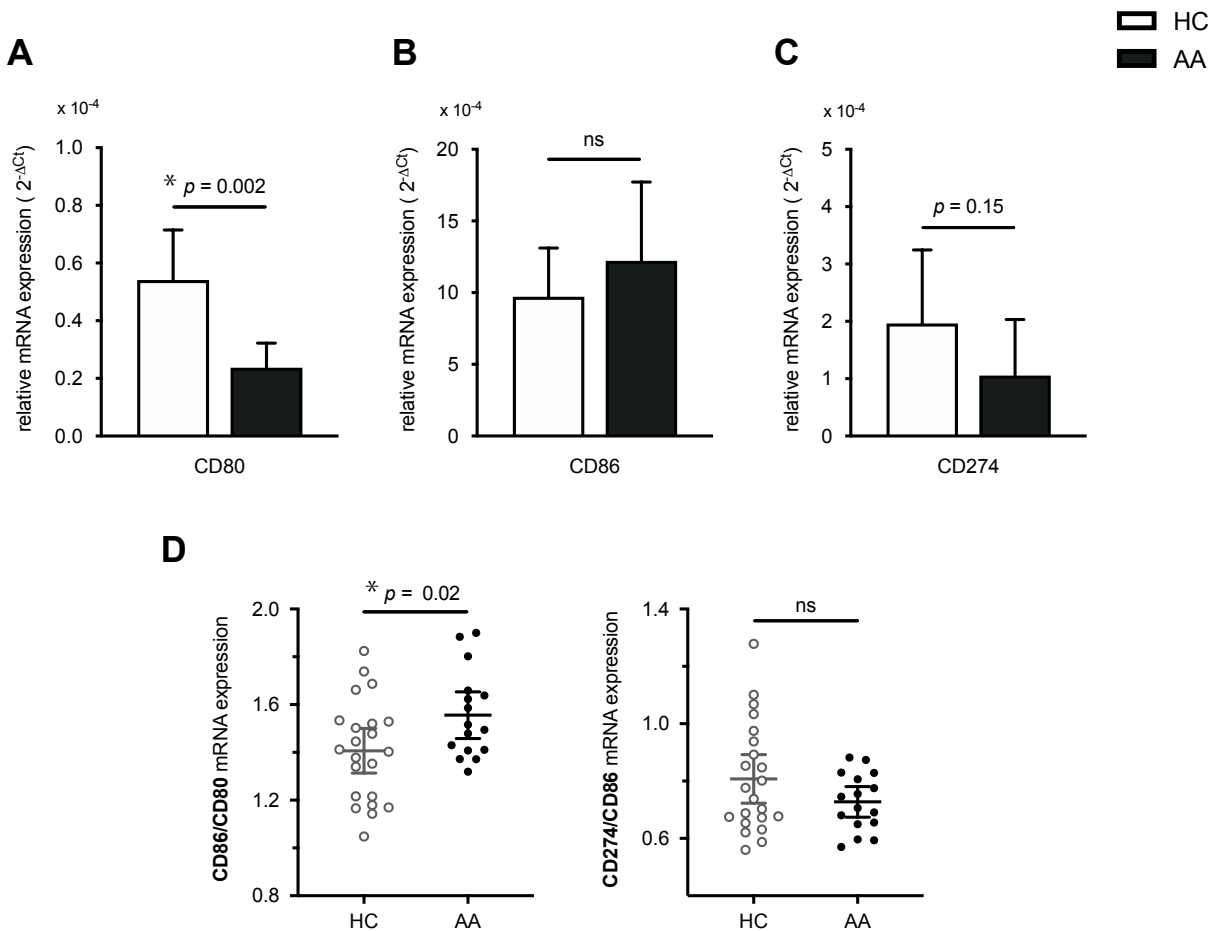 HC
AA
A
B
C
x 10-4
x 10-4
x 10-4
relative mRNA expression ( 2-ΔCt)
1.0
0.8
0.6
0.4
0.2
0.0
* p = 0.002
CD80
relative mRNA expression ( 2-ΔCt)
20
15
10
5
0
ns
CD86
relative mRNA expression ( 2-ΔCt)
5
4
3
2
1
0
p = 0.15
CD274
D
CD86/CD80 mRNA expression
2.0
1.6
1.2
0.8
* p = 0.02
HC
AA
CD274/CD86 mRNA expression
1.4
1.0
0.6
ns
HC
AA